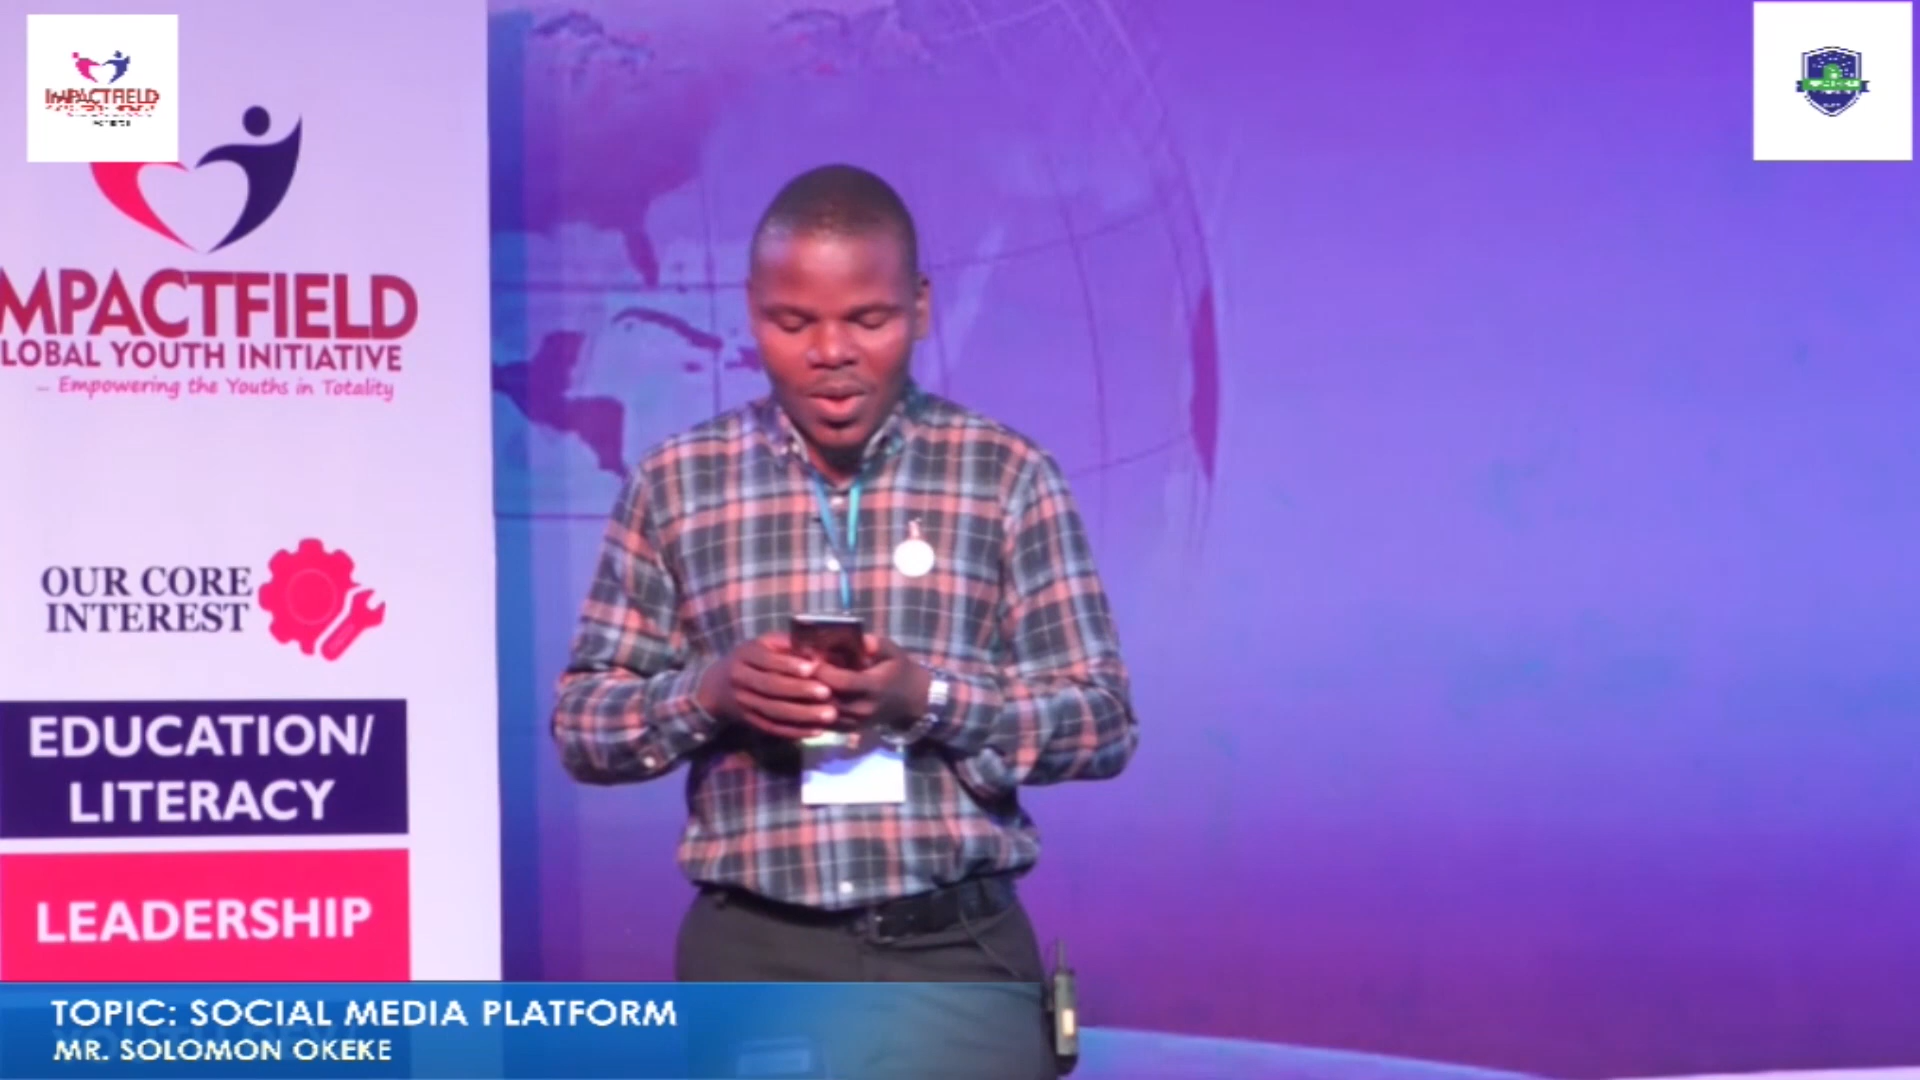 IMPACTFIELD
MPACTFIELD
LOBAL YOUTH INITIATIVE
... Empowering the Youths in Totality
OUR CORE
INTEREST
EDUCATION/
LITERACY
LEADERSHIP
TOPIC: SOCIAL MEDIA PLATFORM
MR. SOLOMON OKEKE